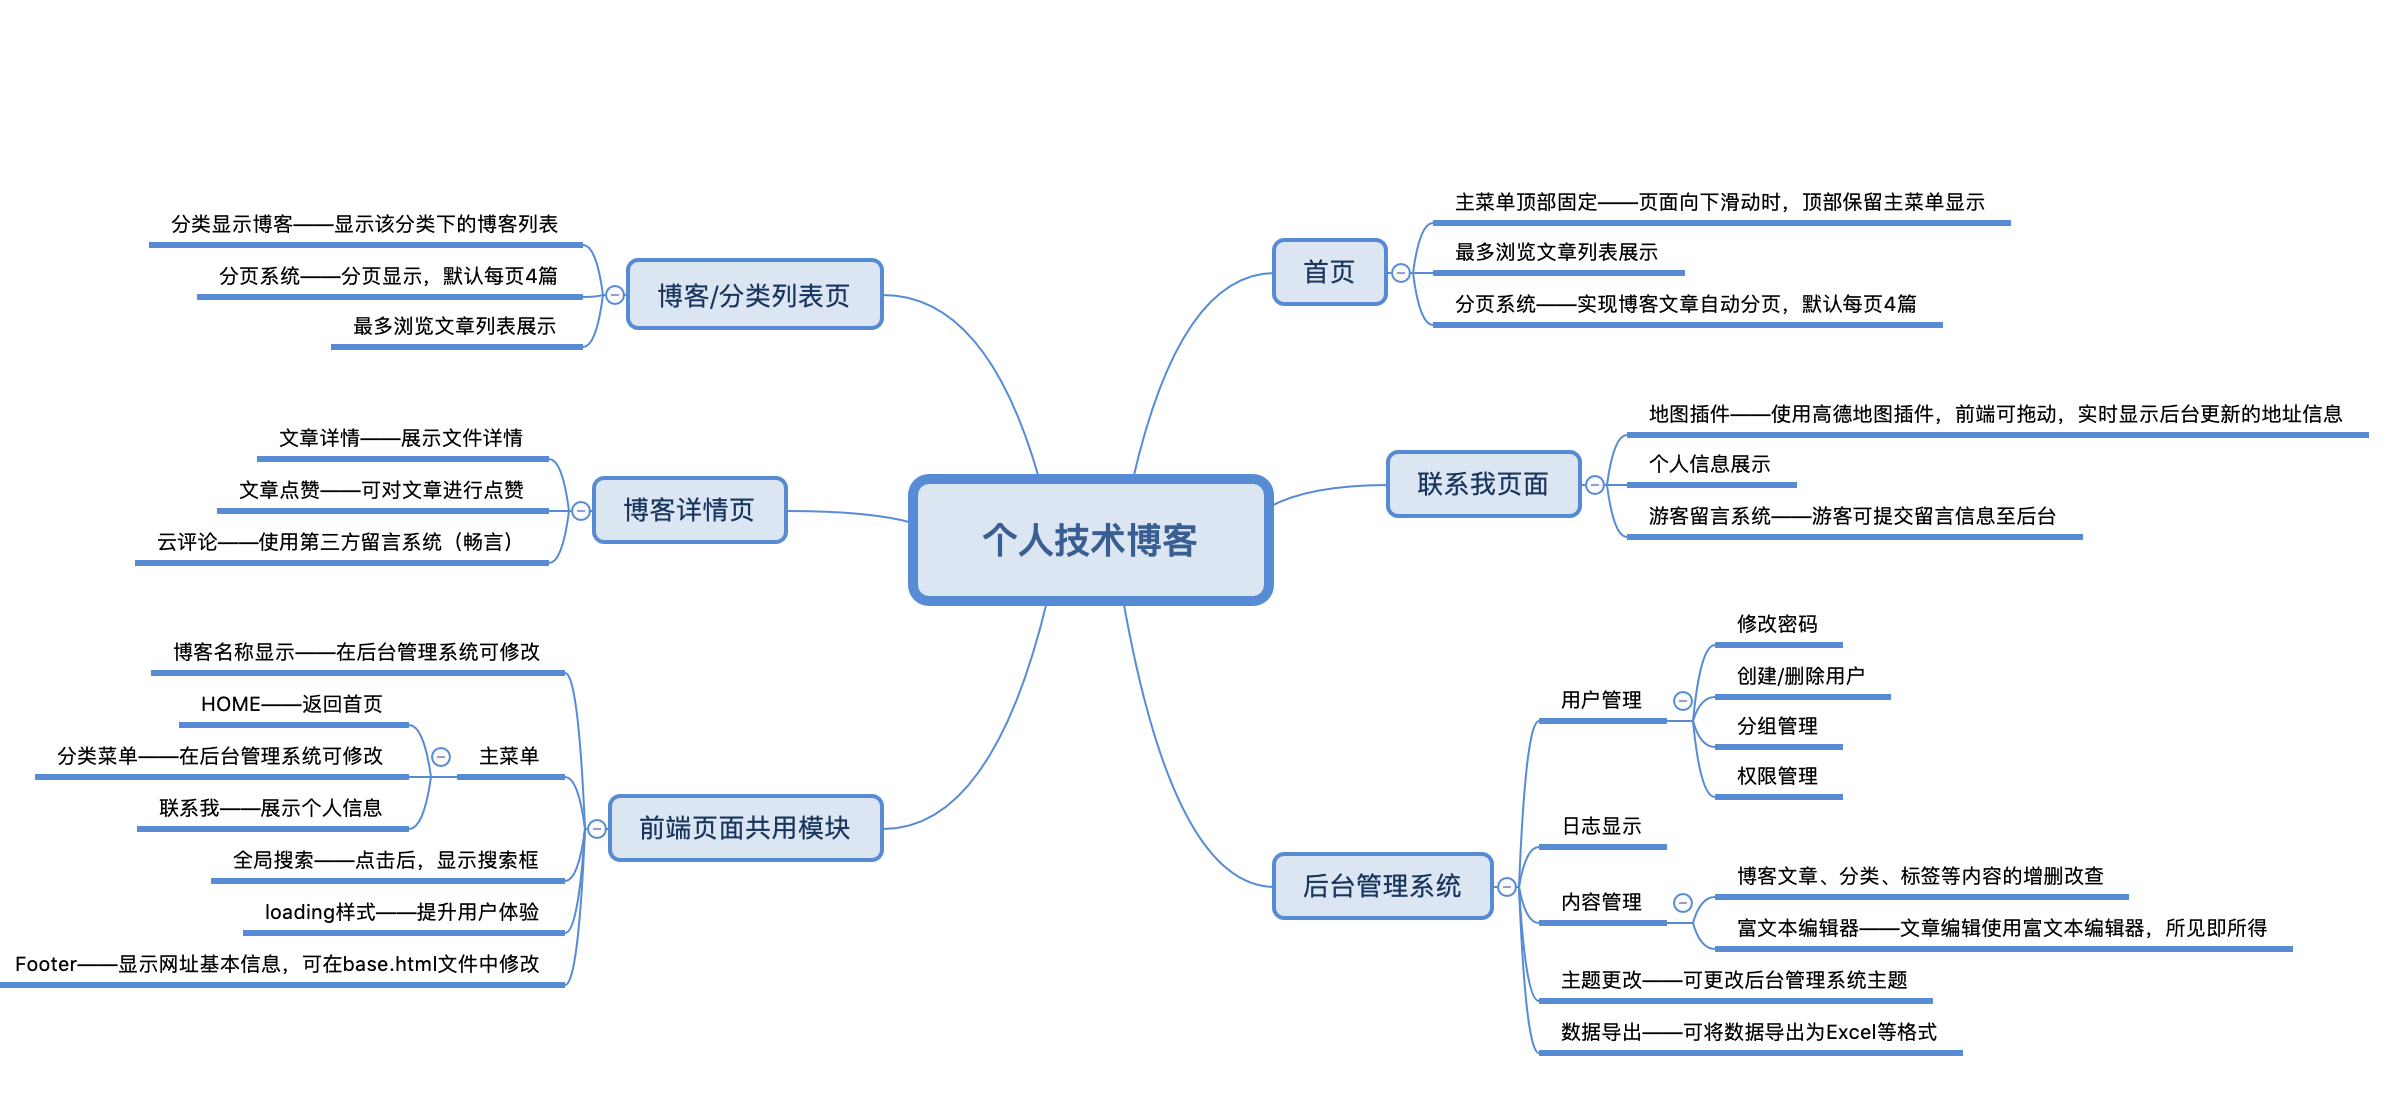 个人技术博客
首页
主菜单顶部固定——页面向下滑动时，顶部保留主菜单显示
最多浏览文章列表展示
分页系统——实现博客文章自动分页，默认每页4篇
联系我页面
地图插件——使用高德地图插件，前端可拖动，实时显示后台更新的地址信息
个人信息展示
游客留言系统——游客可提交留言信息至后台
后台管理系统
用户管理
修改密码
创建/删除用户
分组管理
权限管理
日志显示
内容管理
博客文章、分类、标签等内容的增删改查
富文本编辑器——文章编辑使用富文本编辑器，所见即所得
主题更改——可更改后台管理系统主题
数据导出——可将数据导出为Excel等格式
博客/分类列表页
分类显示博客——显示该分类下的博客列表
分页系统——分页显示，默认每页4篇
最多浏览文章列表展示
博客详情页
文章详情——展示文件详情
文章点赞——可对文章进行点赞
云评论——使用第三方留言系统（畅言）
前端页面共用模块
博客名称显示——在后台管理系统可修改
主菜单
HOME——返回首页
分类菜单——在后台管理系统可修改
联系我——展示个人信息
全局搜索——点击后，显示搜索框
loading样式——提升用户体验
Footer——显示网址基本信息，可在base.html文件中修改